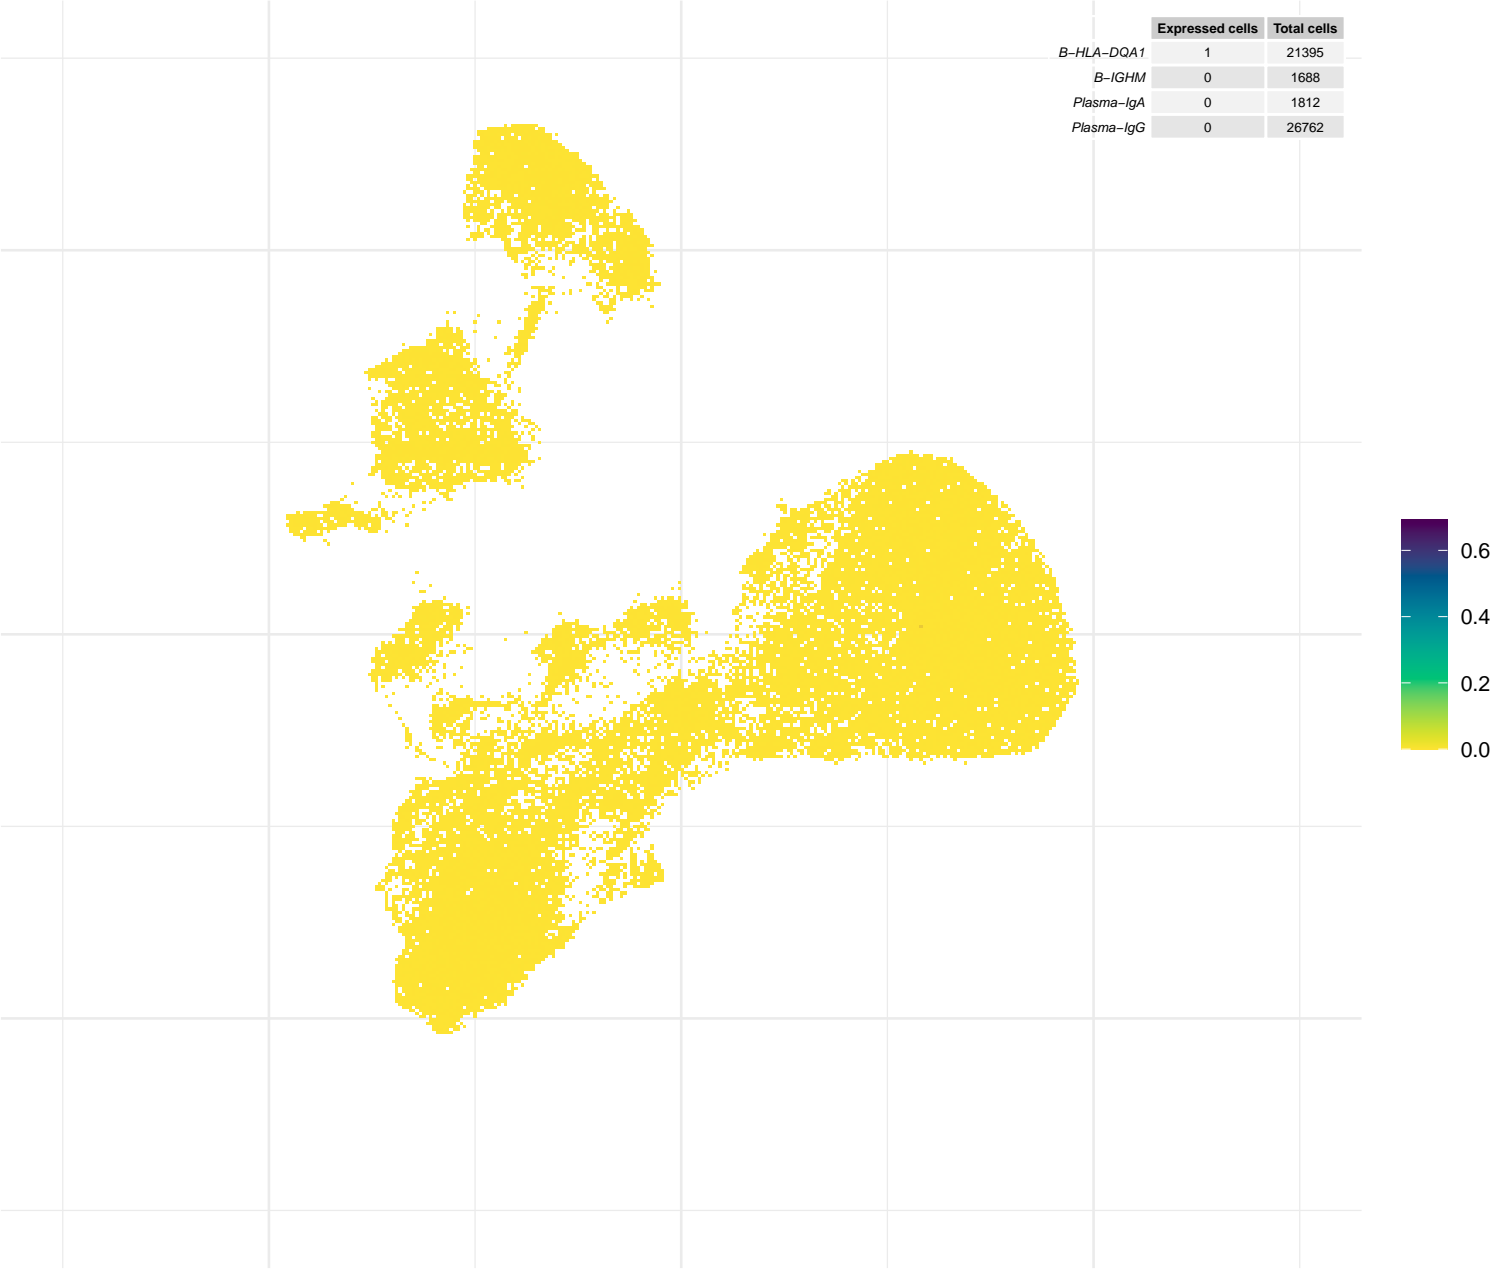 Expressed cells Total cells
B−HLA−DQA1 1 21395
B−IGHM 0 1688
Plasma−IgA 0 1812
Plasma−IgG 0 26762
0.6
0.4
0.2
0.0